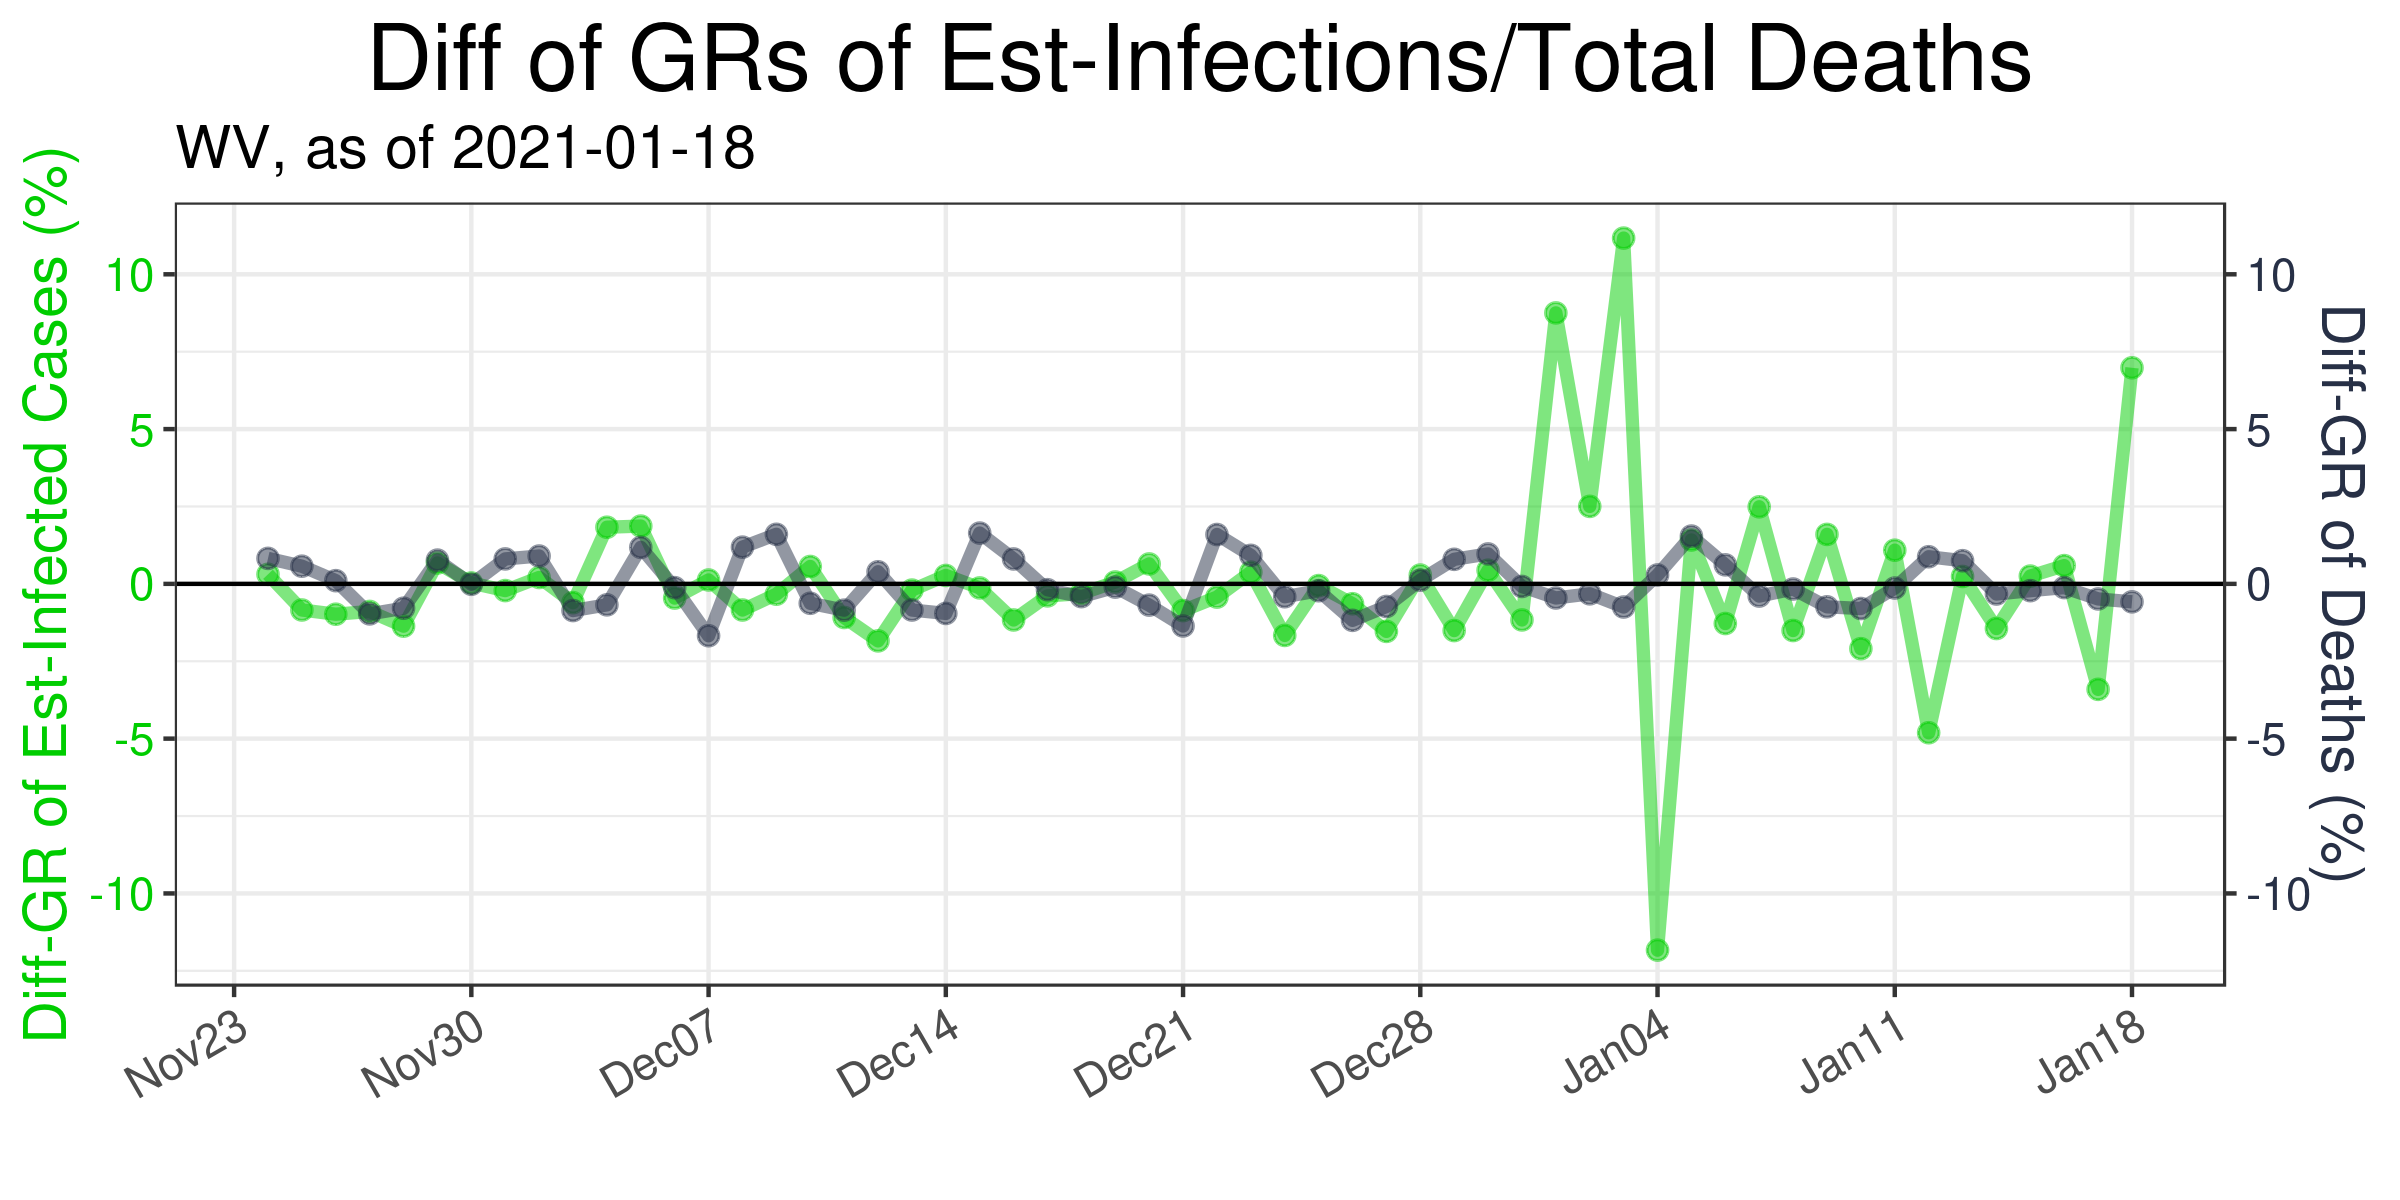 Diff of GRs of Est-Infections/Total Deaths
WV, as of 2021-01-18
Diff-GR of Est-Infected Cases (%)
10
5
0
-5
-10
10
5
0
-5
-10
Diff-GR of Deaths (%)
Nov23
Nov30
Dec07
Dec14
Dec21
Dec28
Jan04
Jan11
Jan18